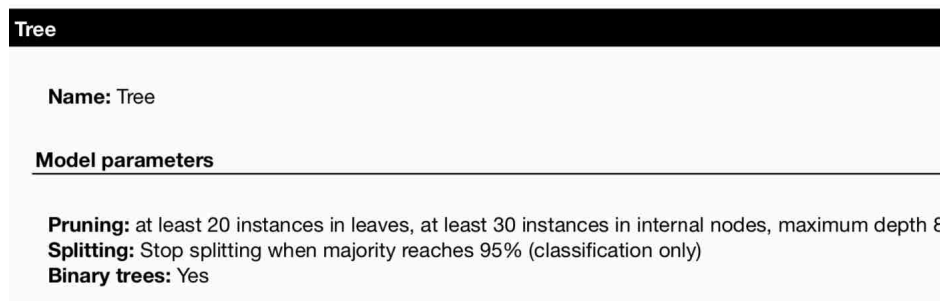 Tree
Name: Tree
Model parameters
Pruning: at least 20 instances in leaves, at least 30 instances in internal nodes, maximum depth
Splitting: Stop splitting when majority reaches 95% (classification only)
Binary trees: Yes